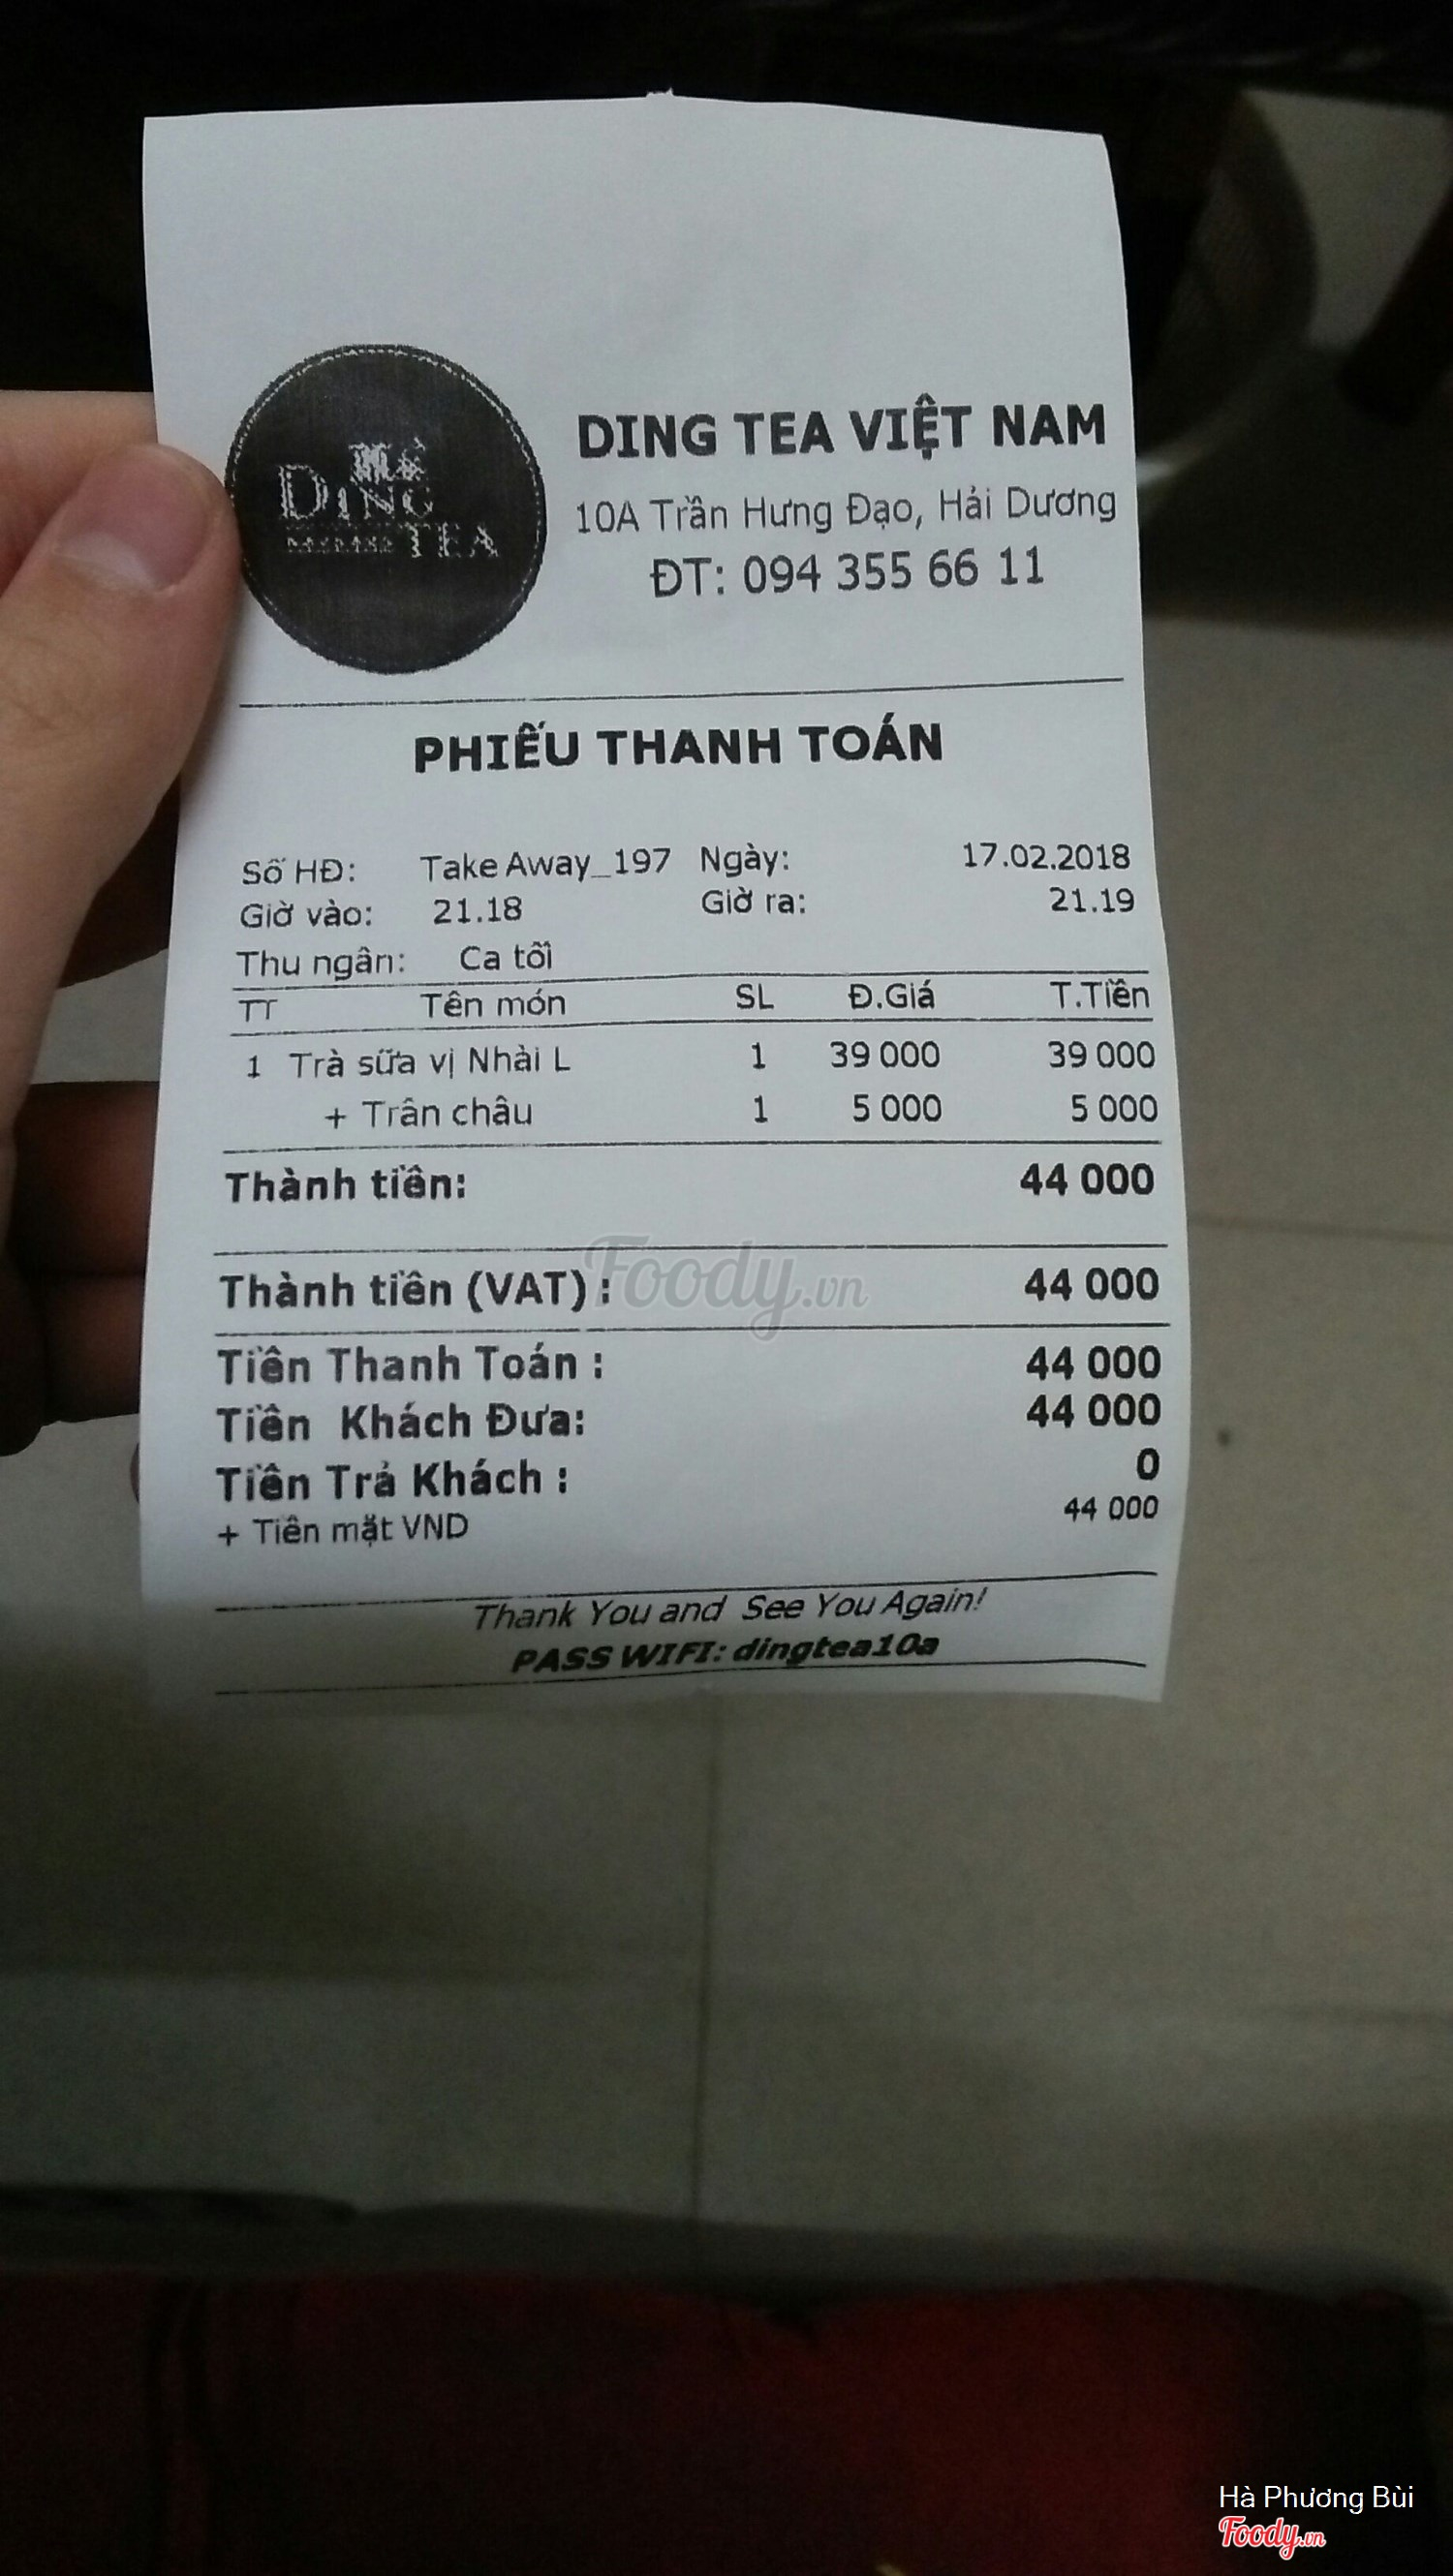 DING TEA
DING TEA VIỆT NAM
10A Trần Hưng Đạo, Hải Dương
ĐT: 094 355 66 11
PHIẾU THANH TOÁN
Số HĐ: Take Away_197 Ngày: 17.02.2018
Giờ vào: 21.18 Giờ ra: 21.19
Thu ngân: Ca tối
TT Tên món SL Đ.Giá T.Tiền
1 Trà sữa vị Nhài L 1 39 000 39 000
+ Trân châu 1 5 000 5 000
Thành tiền: 44 000
Thành tiền (VAT) : 44 000
Foody.vn
Tiền Thanh Toán : 44 000
Tiền Khách Đưa: 44 000
Tiền Trả Khách : 0
+ Tiền mặt VND 44 000
Thank You and See You Again!
PASS WIFI: dingtea10a
Hà Phương Bùi
Foody.vn